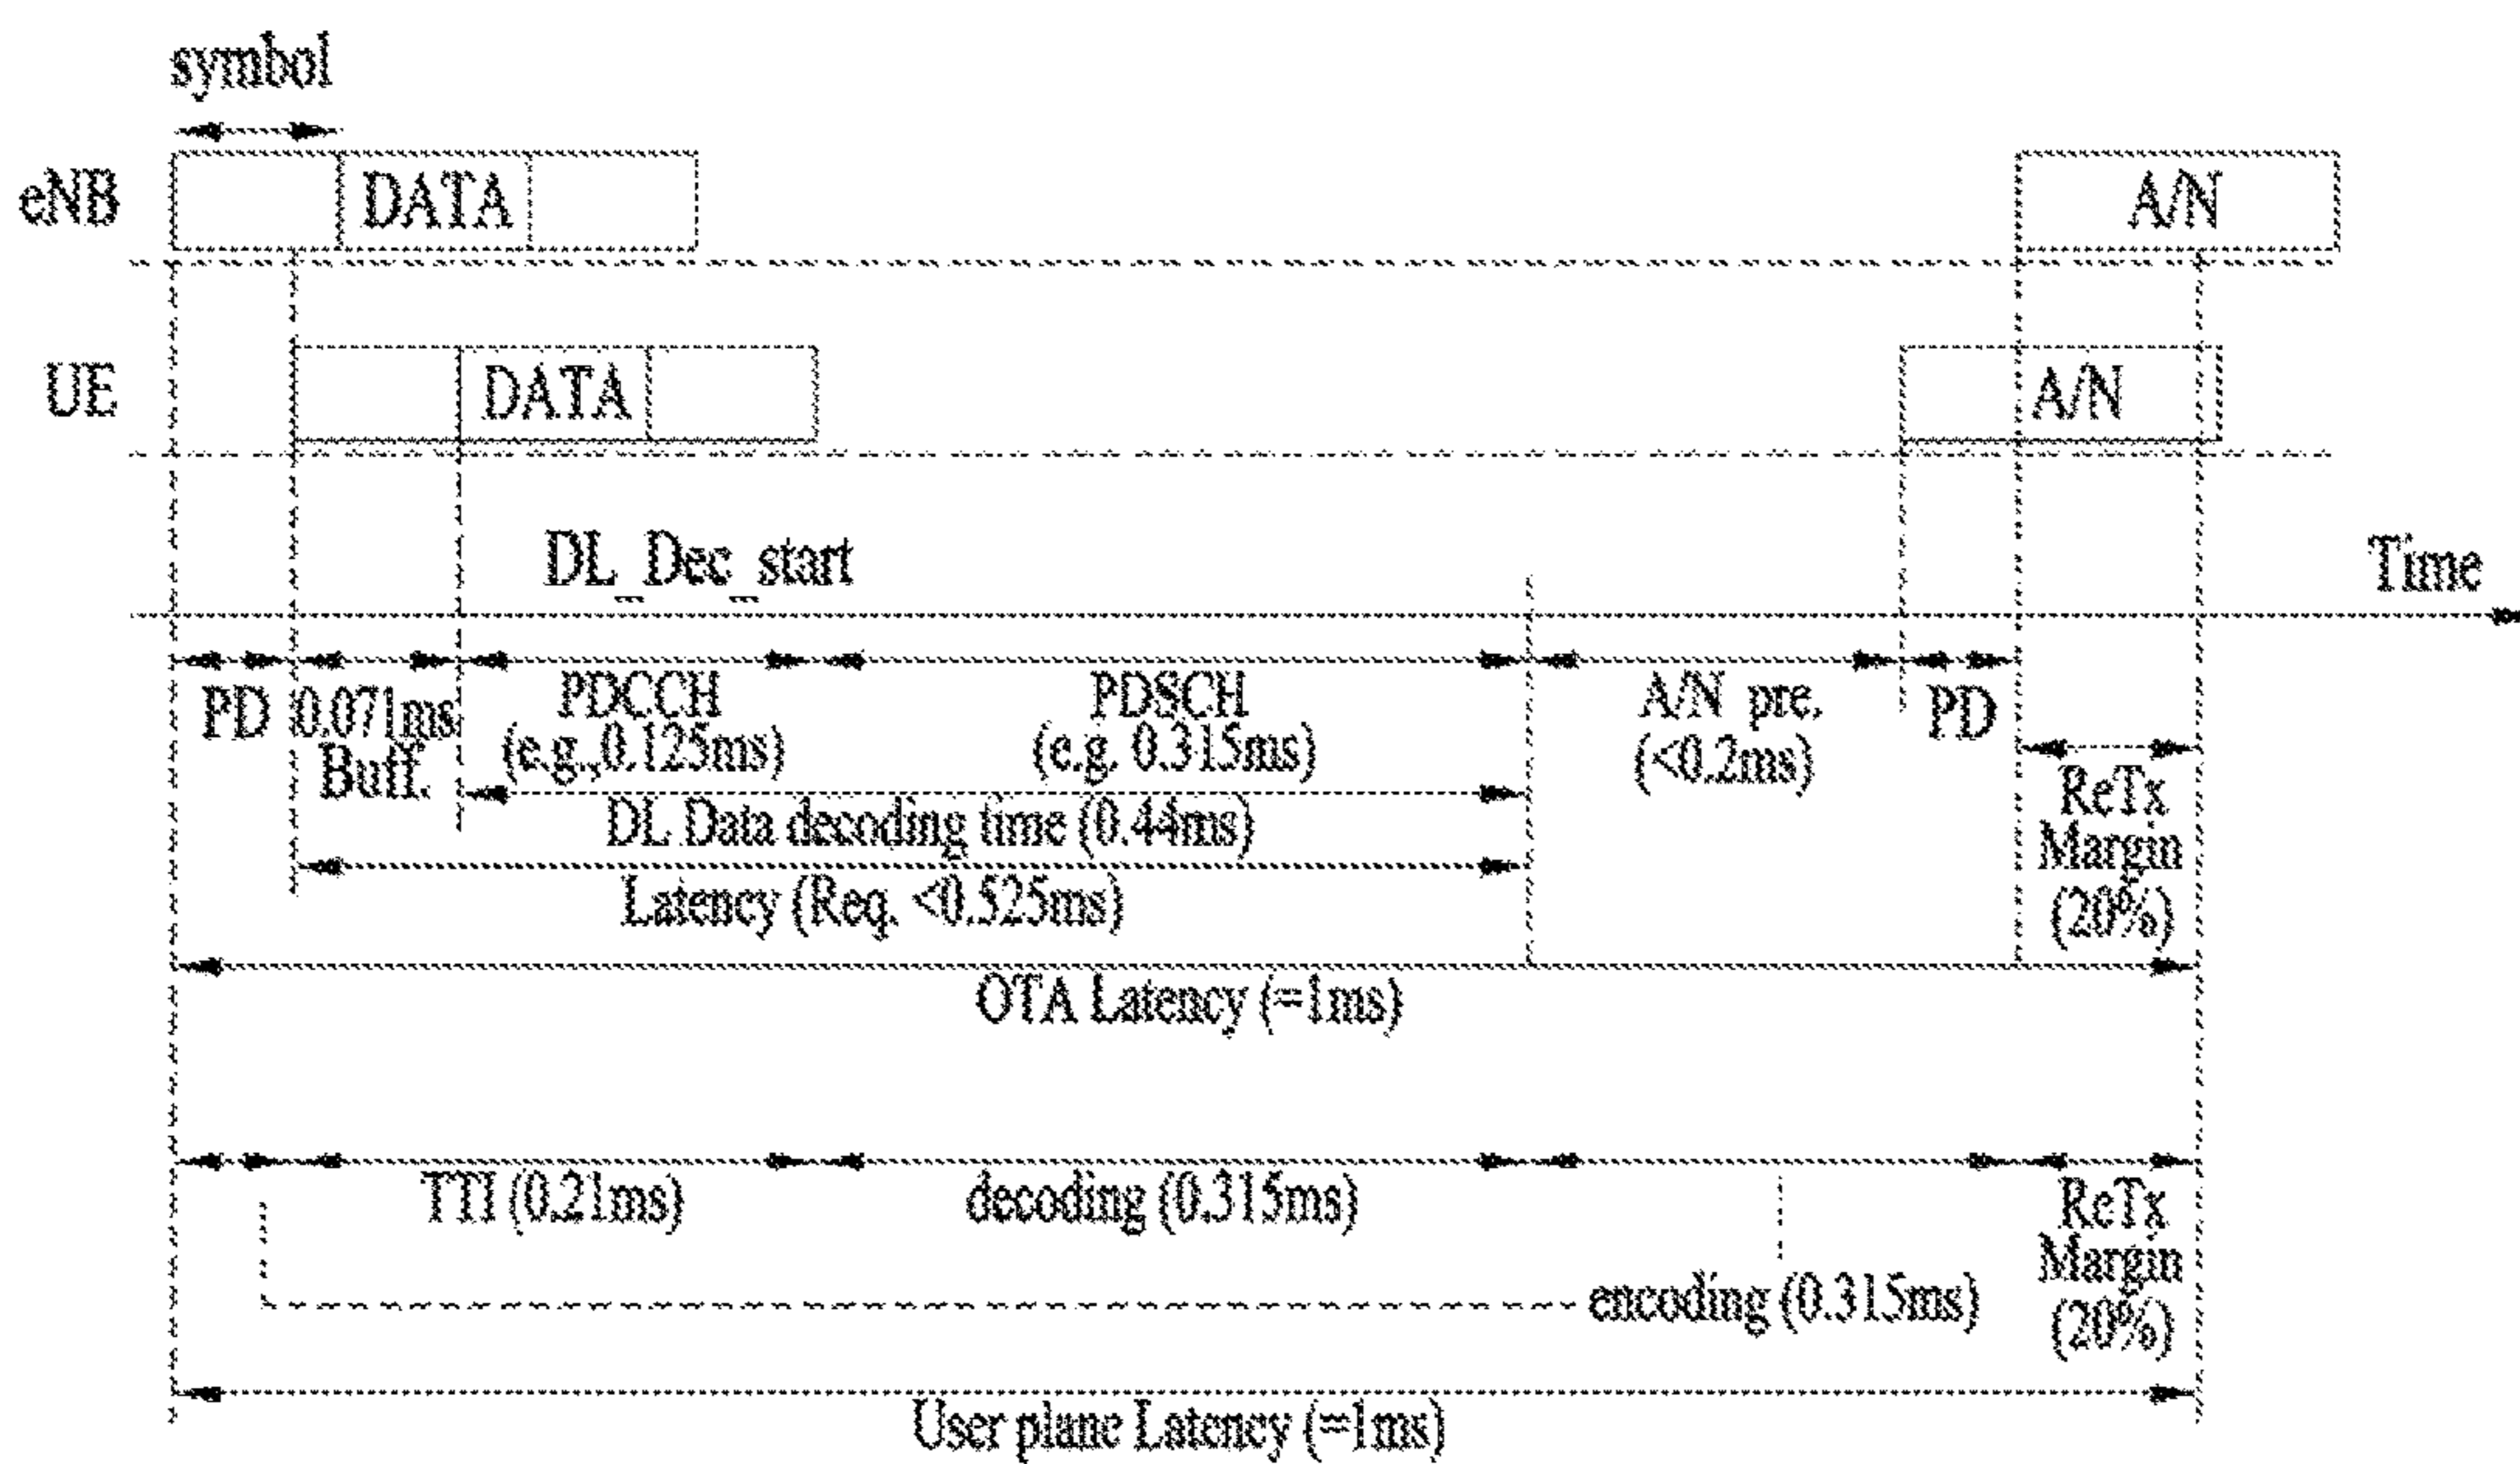 symbol
eNB
DATA
A/N
UE
DATA
A/N
DL_Dec_start
Time
PD
0.071ms
Buff.
PDCCH
(e.g.,0.125ms)
PDSCH
(e.g. 0.315ms)
A/N pre.
(<0.2ms)
PD
ReTx
Margin
(20%)
DL Data decoding time (0.44ms)
Latency (Req. <0.525ms)
OTA Latency (=1ms)
TTI (0.21ms)
decoding (0.315ms)
encoding (0.315ms)
ReTx
Margin
(20%)
User plane Latency (=1ms)